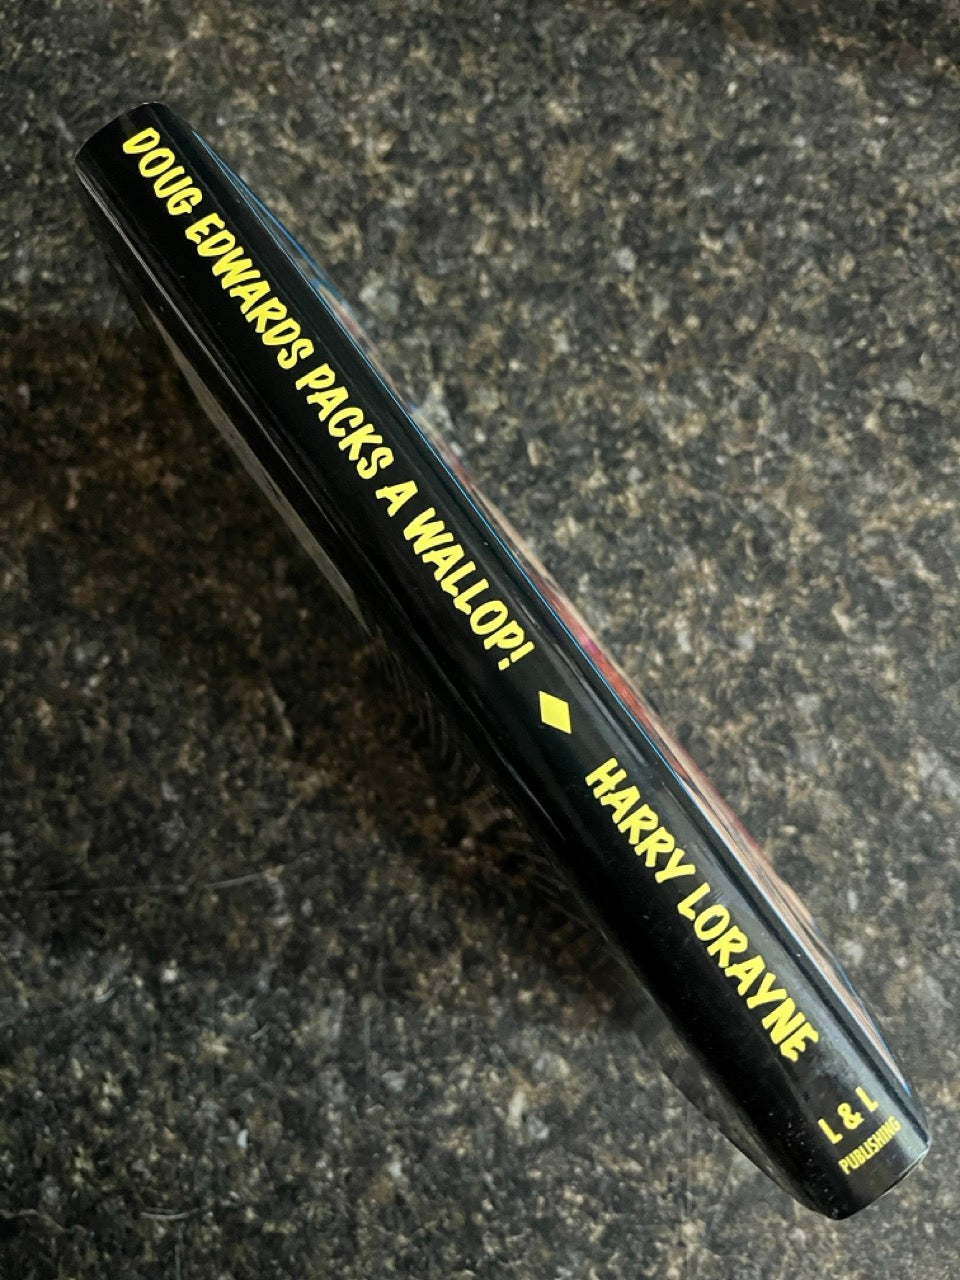 DOUG EDWARDS PACKS A WALLOP! ♦ HARRY LORAYNE
L & L
PUBLISHING